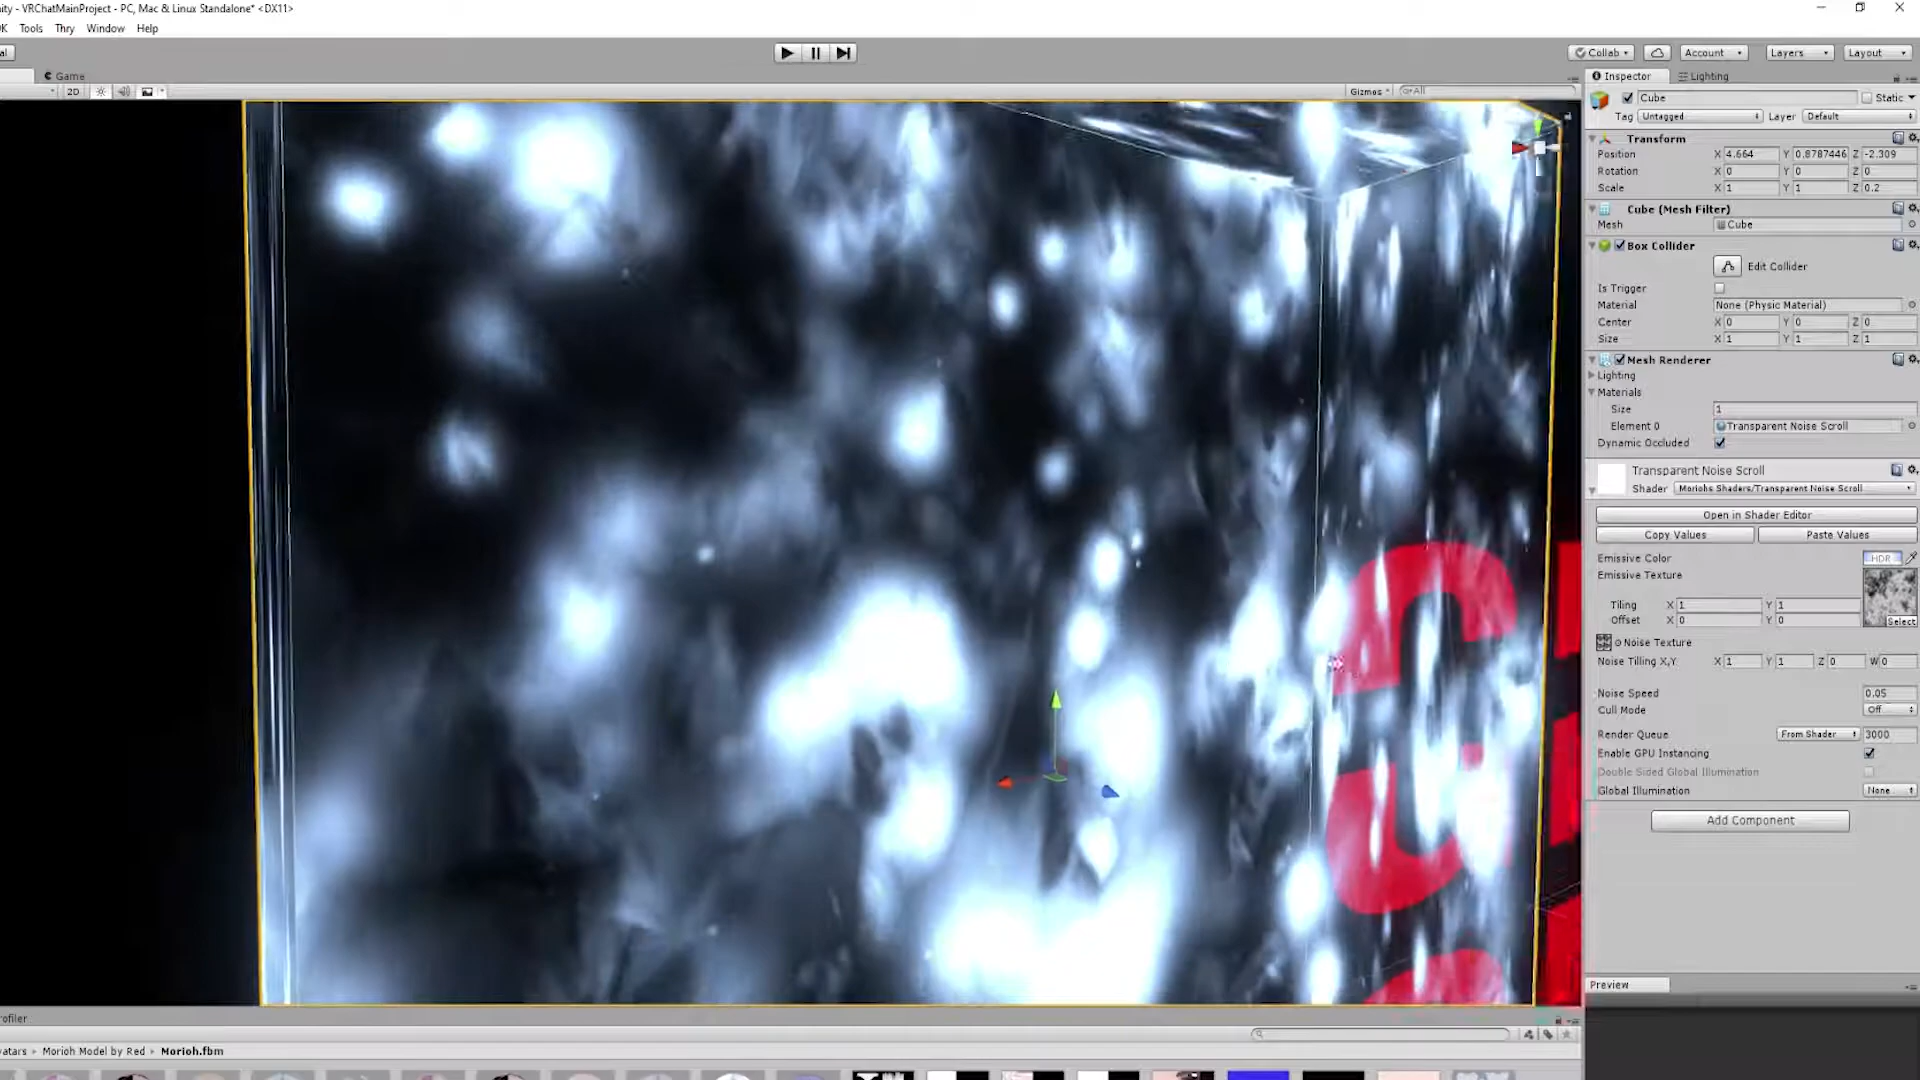 nity - VRChatMainProject - PC, Mac & Linux Standalone* <DX11>
DK Tools Thry Window Help
al
Collab Account Layers Layout
Game
2D Gizmos All
Inspector Lighting
Cube Static
Tag Untagged Layer Default
Transform
Position X 4.664 Y 0.8787446 Z -2.309
Rotation X 0 Y 0 Z 0
Scale X 1 Y 1 Z 0.2
Cube (Mesh Filter)
Mesh Cube
Box Collider
Edit Collider
Is Trigger
Material None (Physic Material)
Center X 0 Y 0 Z 0
Size X 1 Y 1 Z 1
Mesh Renderer
Lighting
Materials
Size 1
Element 0 Transparent Noise Scroll
Dynamic Occluded
Transparent Noise Scroll
Shader Moriohs Shaders/Transparent Noise Scroll
Open in Shader Editor
Copy Values Paste Values
Emissive Color HDR
Emissive Texture
Tiling X 1 Y 1
Offset X 0 Y 0
Select
Noise Texture
Noise Tilling X,Y X 1 Y 1 Z 0 W 0
Noise Speed 0.05
Cull Mode Off
Render Queue From Shader 3000
Enable GPU Instancing
Double Sided Global Illumination
Global Illumination None
Add Component
Preview
rofiler
vatars Morioh Model by Red Morioh.fbm